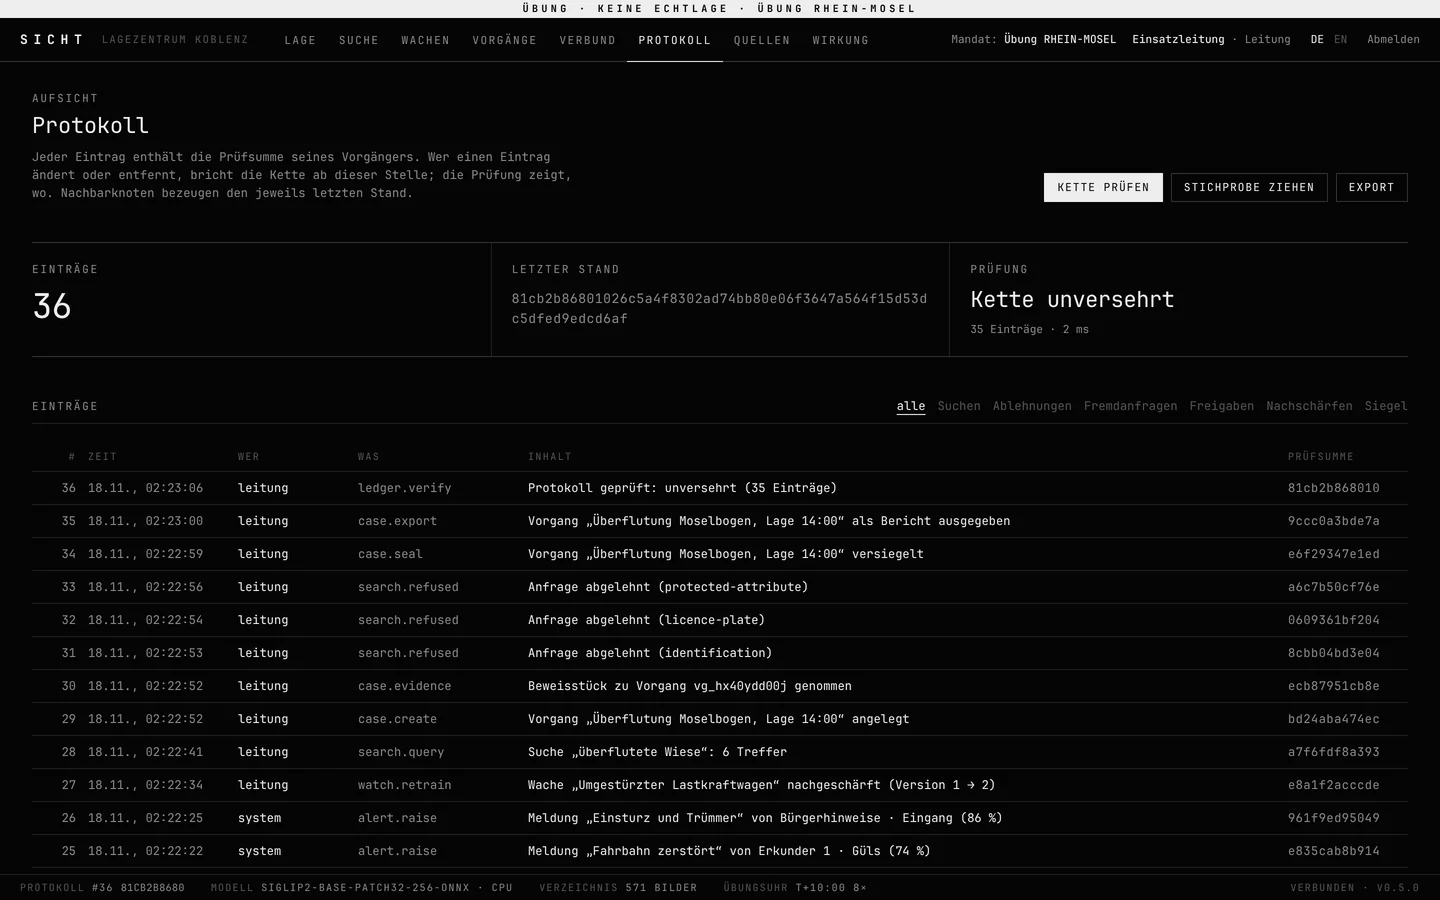 ÜBUNG · KEINE ECHTLAGE · ÜBUNG RHEIN-MOSEL
SICHT LAGEZENTRUM KOBLENZ LAGE SUCHE WACHEN VORGÄNGE VERBUND PROTOKOLL QUELLEN WIRKUNG Mandat: Übung RHEIN-MOSEL Einsatzleitung · Leitung DE EN Abmelden
AUFSICHT
Protokoll
Jeder Eintrag enthält die Prüfsumme seines Vorgängers. Wer einen Eintrag
ändert oder entfernt, bricht die Kette ab dieser Stelle; die Prüfung zeigt,
wo. Nachbarknoten bezeugen den jeweils letzten Stand.
KETTE PRÜFEN STICHPROBE ZIEHEN EXPORT
EINTRÄGE
36
LETZTER STAND
81cb2b86801026c5a4f8302ad74bb80e06f3647a564f15d53d
c5dfed9edcd6af
PRÜFUNG
Kette unversehrt
35 Einträge · 2 ms
EINTRÄGE alle Suchen Ablehnungen Fremdanfragen Freigaben Nachschärfen Siegel
# ZEIT WER WAS INHALT PRÜFSUMME
36 18.11., 02:23:06 leitung ledger.verify Protokoll geprüft: unversehrt (35 Einträge) 81cb2b868010
35 18.11., 02:23:00 leitung case.export Vorgang „Überflutung Moselbogen, Lage 14:00“ als Bericht ausgegeben 9ccc0a3bde7a
34 18.11., 02:22:59 leitung case.seal Vorgang „Überflutung Moselbogen, Lage 14:00“ versiegelt e6f29347e1ed
33 18.11., 02:22:56 leitung search.refused Anfrage abgelehnt (protected-attribute) a6c7b50cf76e
32 18.11., 02:22:54 leitung search.refused Anfrage abgelehnt (licence-plate) 0609361bf204
31 18.11., 02:22:53 leitung search.refused Anfrage abgelehnt (identification) 8cbb04bd3e04
30 18.11., 02:22:52 leitung case.evidence Beweisstück zu Vorgang vg_hx40ydd00j genommen ecb87951cb8e
29 18.11., 02:22:52 leitung case.create Vorgang „Überflutung Moselbogen, Lage 14:00“ angelegt bd24aba474ec
28 18.11., 02:22:41 leitung search.query Suche „überflutete Wiese“: 6 Treffer a7f6fdf8a393
27 18.11., 02:22:34 leitung watch.retrain Wache „Umgestürzter Lastkraftwagen“ nachgeschärft (Version 1 → 2) e8a1f2acccde
26 18.11., 02:22:25 system alert.raise Meldung „Einsturz und Trümmer“ von Bürgerhinweise · Eingang (86 %) 961f9ed95049
25 18.11., 02:22:22 system alert.raise Meldung „Fahrbahn zerstört“ von Erkunder 1 · Güls (74 %) e835cab8b914
PROTOKOLL #36 81CB2B8680 MODELL SIGLIP2-BASE-PATCH32-256-ONNX · CPU VERZEICHNIS 571 BILDER ÜBUNGSUHR T+10:00 8× VERBUNDEN · V0.5.0